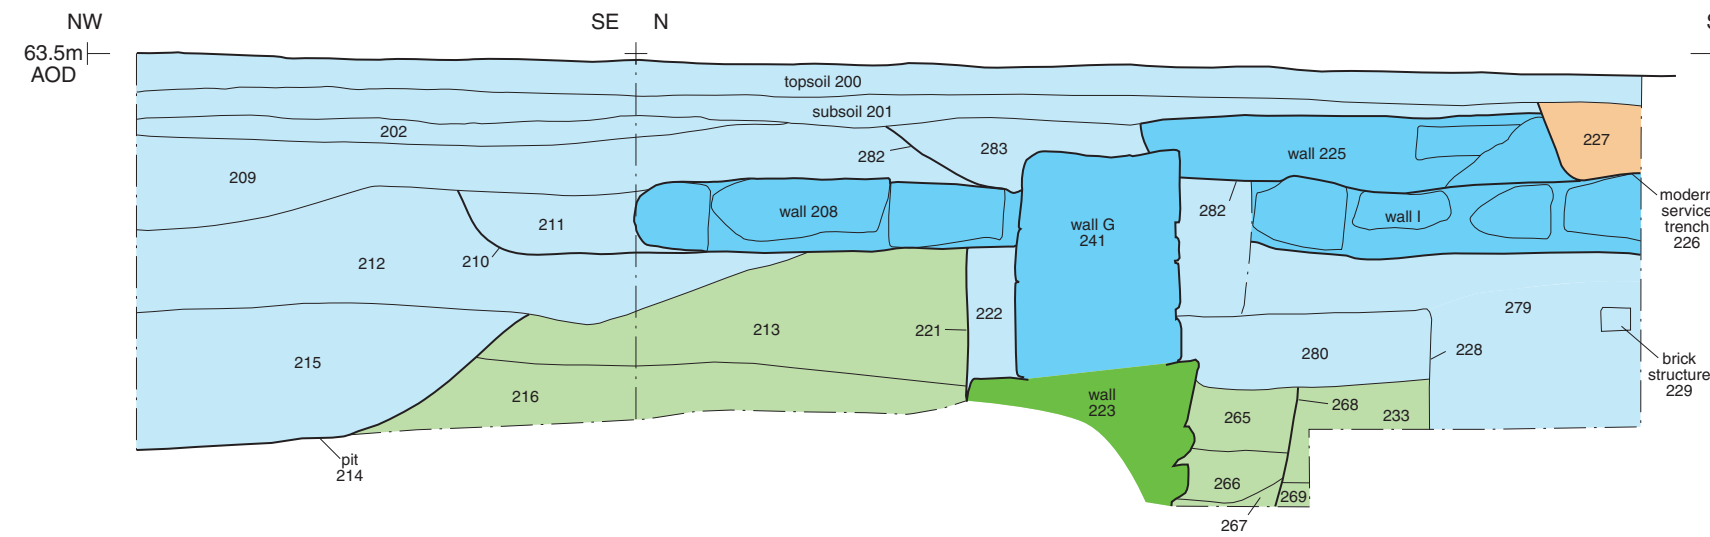 NW
SE
N
S
63.5m
AOD
topsoil 200
subsoil 201
202
282
283
wall 225
227
209
211
wall 208
wall G
241
282
wall I
modern
service
trench
226
210
212
222
279
221
213
215
280
228
brick
structure
229
216
wall
223
268
233
265
pit
214
266
269
267